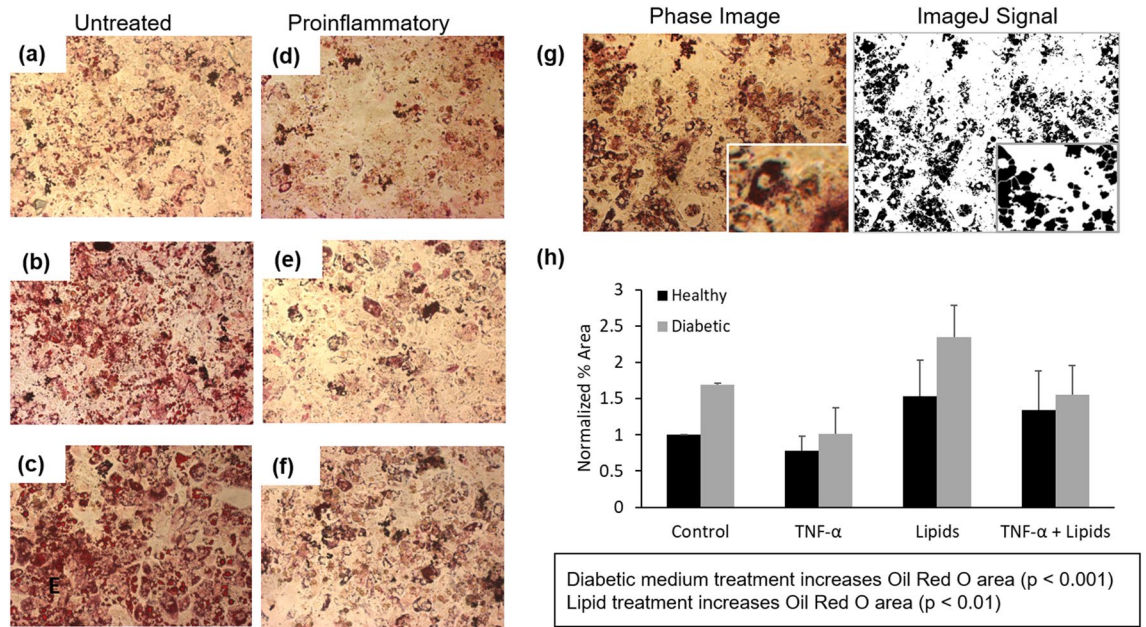 Untreated
Proinflammatory
(a)
(d)
(b)
(e)
(c)
(f)
E
Phase Image
ImageJ Signal
(g)
(h)
Normalized % Area
3
2.5
2
1.5
1
0.5
0
Healthy
Diabetic
Control
TNF-α
Lipids
TNF-α + Lipids
Diabetic medium treatment increases Oil Red O area (p < 0.001)
Lipid treatment increases Oil Red O area (p < 0.01)